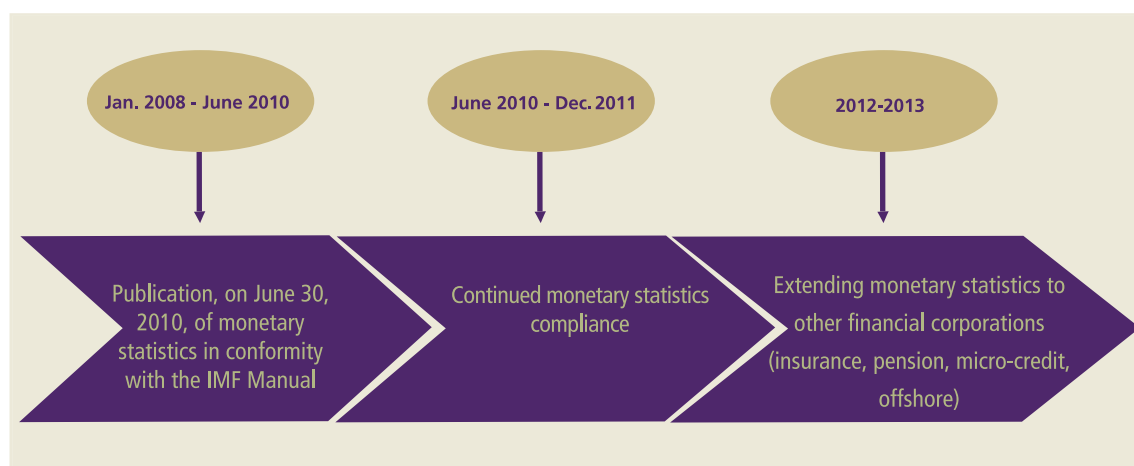 Jan. 2008 - June 2010
June 2010 - Dec. 2011
2012-2013
Publication, on June 30,
2010, of monetary
statistics in conformity
with the IMF Manual
Continued monetary statistics
compliance
Extending monetary statistics to
other financial corporations
(insurance, pension, micro-credit,
offshore)